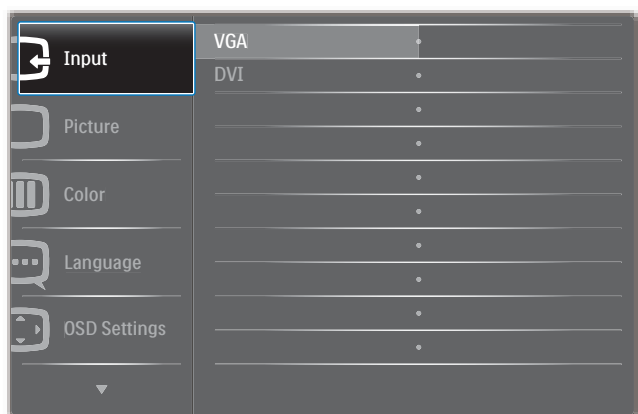 Input
Picture
Color
Language
OSD Settings
VGA
DVI